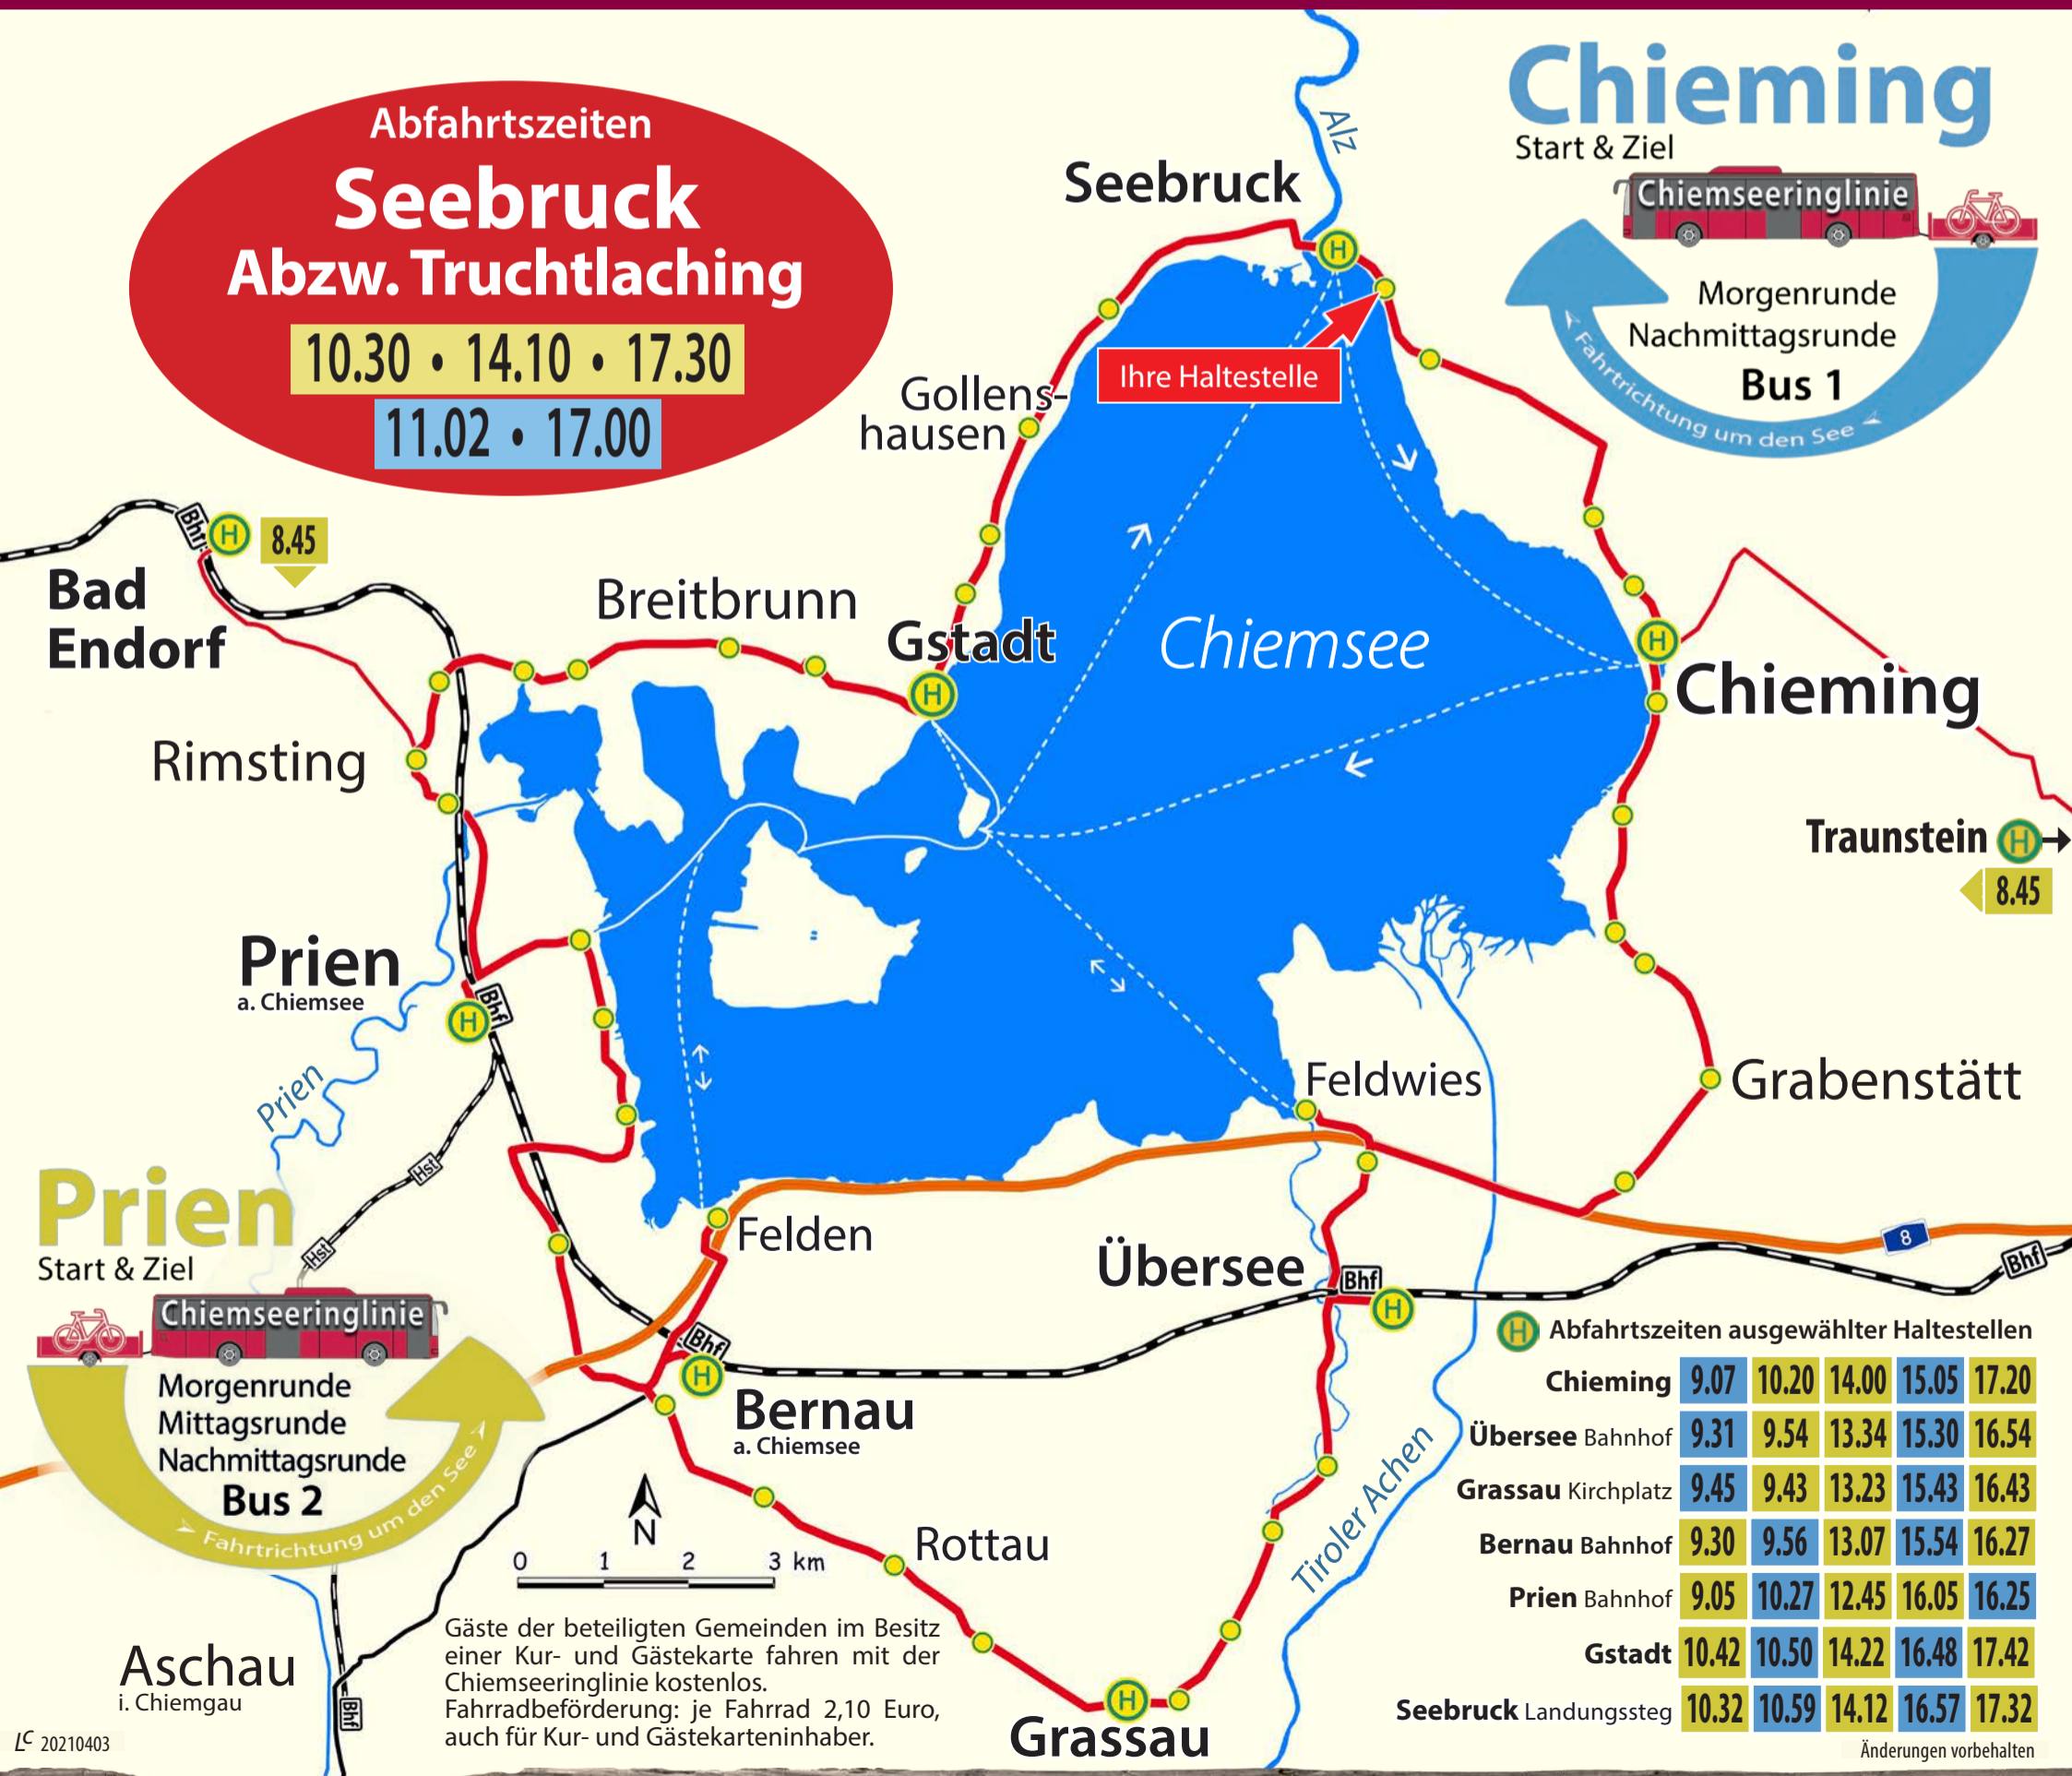 Abfahrtszeiten
Seebruck
Abzw. Truchtlaching
10.30 • 14.10 • 17.30
11.02 • 17.00
Chieming
Start & Ziel
Chiemseeringlinie
Morgenrunde
Nachmittagsrunde
Bus 1
Fahrtrichtung um den See
Alz
Seebruck
H
Ihre Haltestelle
Gollens-
hausen
Bhf
H
8.45
Bad
Endorf
Breitbrunn
Gstadt
H
Chiemsee
H
Chieming
Rimsting
Traunstein H
8.45
Prien
a. Chiemsee
Bhf
H
Prien
Feldwies
Grabenstätt
Hst
Hst
Prien
Start & Ziel
Chiemseeringlinie
Morgenrunde
Mittagsrunde
Nachmittagsrunde
Bus 2
Fahrtrichtung um den See
Felden
Übersee
Bhf
H
8
Bhf
Bhf
H
Bernau
a. Chiemsee
N
0 1 2 3 km
Rottau
Tiroler Achen
H
Grassau
Aschau
i. Chiemgau
Bhf
Gäste der beteiligten Gemeinden im Besitz
einer Kur- und Gästekarte fahren mit der
Chiemseeringlinie kostenlos.
Fahrradbeförderung: je Fahrrad 2,10 Euro,
auch für Kur- und Gästekarteninhaber.
LC 20210403
H Abfahrtszeiten ausgewählter Haltestellen
Chieming 9.07 10.20 14.00 15.05 17.20
Übersee Bahnhof 9.31 9.54 13.34 15.30 16.54
Grassau Kirchplatz 9.45 9.43 13.23 15.43 16.43
Bernau Bahnhof 9.30 9.56 13.07 15.54 16.27
Prien Bahnhof 9.05 10.27 12.45 16.05 16.25
Gstadt 10.42 10.50 14.22 16.48 17.42
Seebruck Landungssteg 10.32 10.59 14.12 16.57 17.32
Änderungen vorbehalten